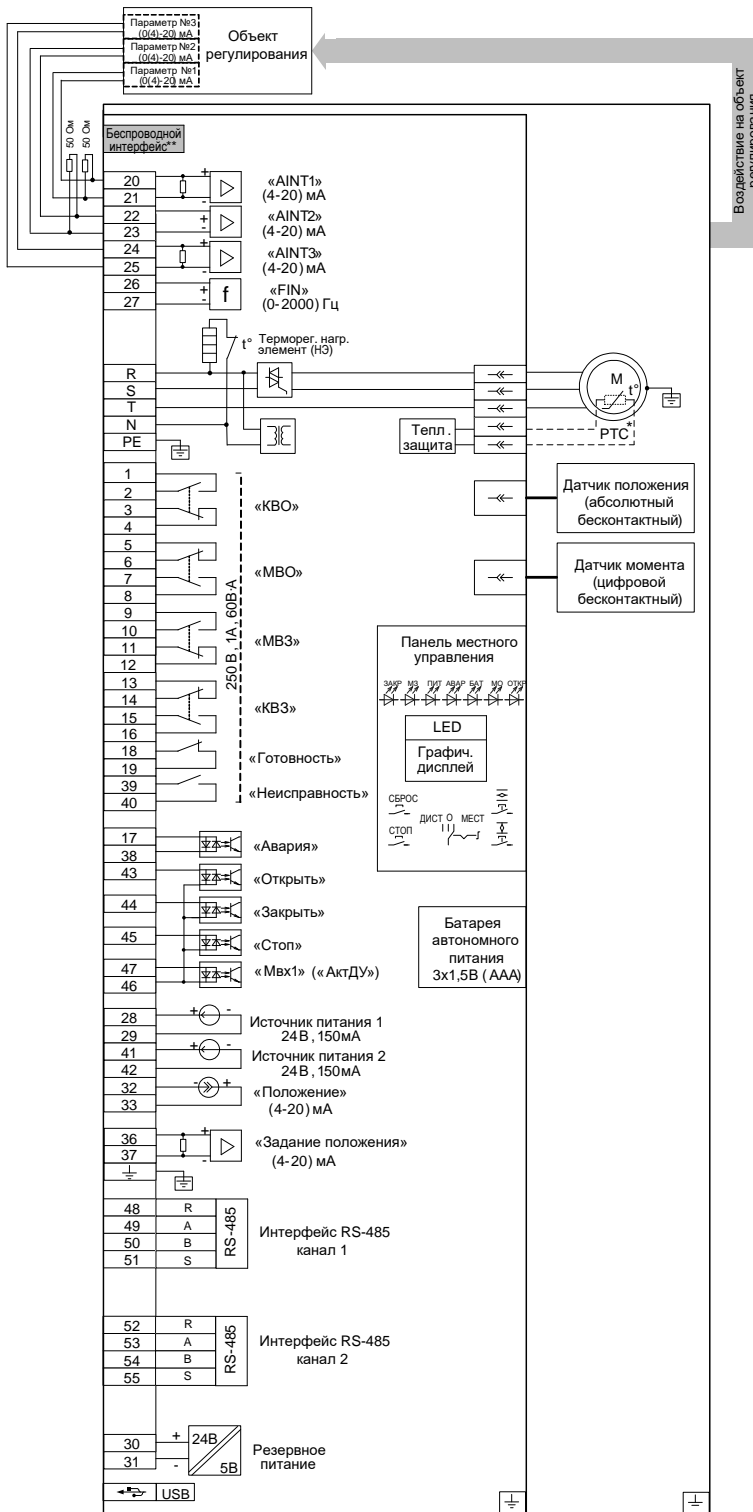 Параметр №3
(0(4)-20) мА
Параметр №2
(0(4)-20) мА
Параметр №1
(0(4)-20) мА
Объект
регулирования
Воздействие на объект
регулирования
50 Ом
50 Ом
Беспроводной
интерфейс**
20
21
22
23
24
25
26
27
+
-
«AINT1»
(4-20) мА
+
-
«AINT2»
(4-20) мА
+
-
«AINT3»
(4-20) мА
+
-
f
«FIN»
(0-2000) Гц
t°
Терморег. нагр.
элемент (НЭ)
R
S
T
N
PE
Тепл.
защита
М
t°
PTC*
1
2
3
4
«КВО»
5
6
7
8
«МВО»
9
10
11
12
«МВЗ»
13
14
15
16
«КВЗ»
18
19
«Готовность»
39
40
«Неисправность»
250 В, 1А, 60В·А
Датчик положения
(абсолютный
бесконтактный)
Датчик момента
(цифровой
бесконтактный)
Панель местного
управления
ЗАКР МЗ ПИТ АВАР БАТ МО ОТКР
LED
Графич.
дисплей
СБРОС
СТОП
ДИСТ О МЕСТ
17
38
«Авария»
43
«Открыть»
44
«Закрыть»
45
«Стоп»
47
46
«Мвх1» («АктДУ»)
Батарея
автономного
питания
3x1,5В (ААА)
28
29
+
-
Источник питания 1
24В, 150мА
41
42
+
-
Источник питания 2
24В, 150мА
32
33
-
+
«Положение»
(4-20) мА
36
37
+
-
«Задание положения»
(4-20) мА
48 R
49 A
50 B
51 S
RS-485
Интерфейс RS-485
канал 1
52 R
53 A
54 B
55 S
RS-485
Интерфейс RS-485
канал 2
30
31
+
-
24В
5В
Резервное
питание
USB